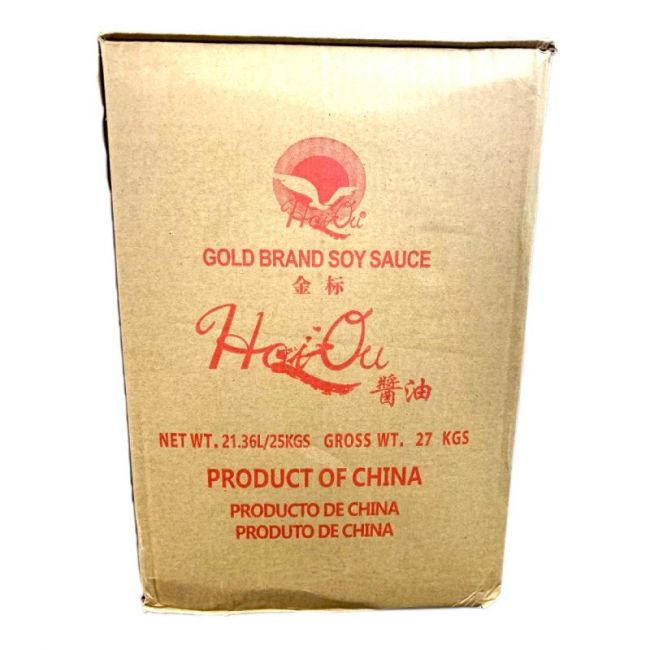 HaiOu®
GOLD BRAND SOY SAUCE
金标
HaiOu
醬油
NET WT. 21.36L/25KGS GROSS WT. 27 KGS
PRODUCT OF CHINA
PRODUCTO DE CHINA
PRODUTO DE CHINA